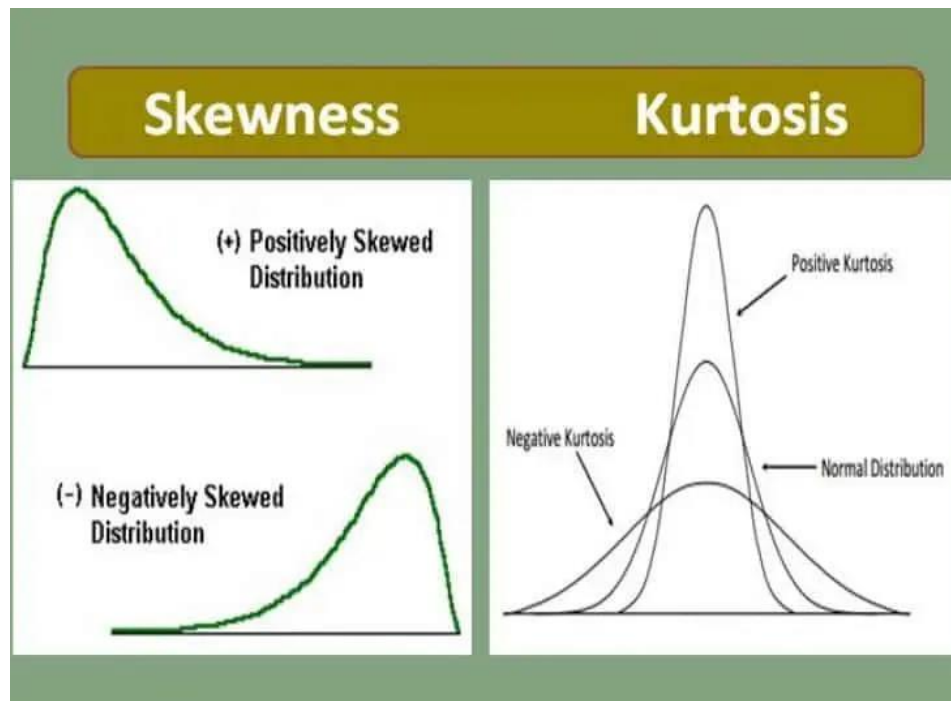 Skewness
Kurtosis
(+) Positively Skewed
Distribution
(-) Negatively Skewed
Distribution
Positive Kurtosis
Negative Kurtosis
Normal Distribution